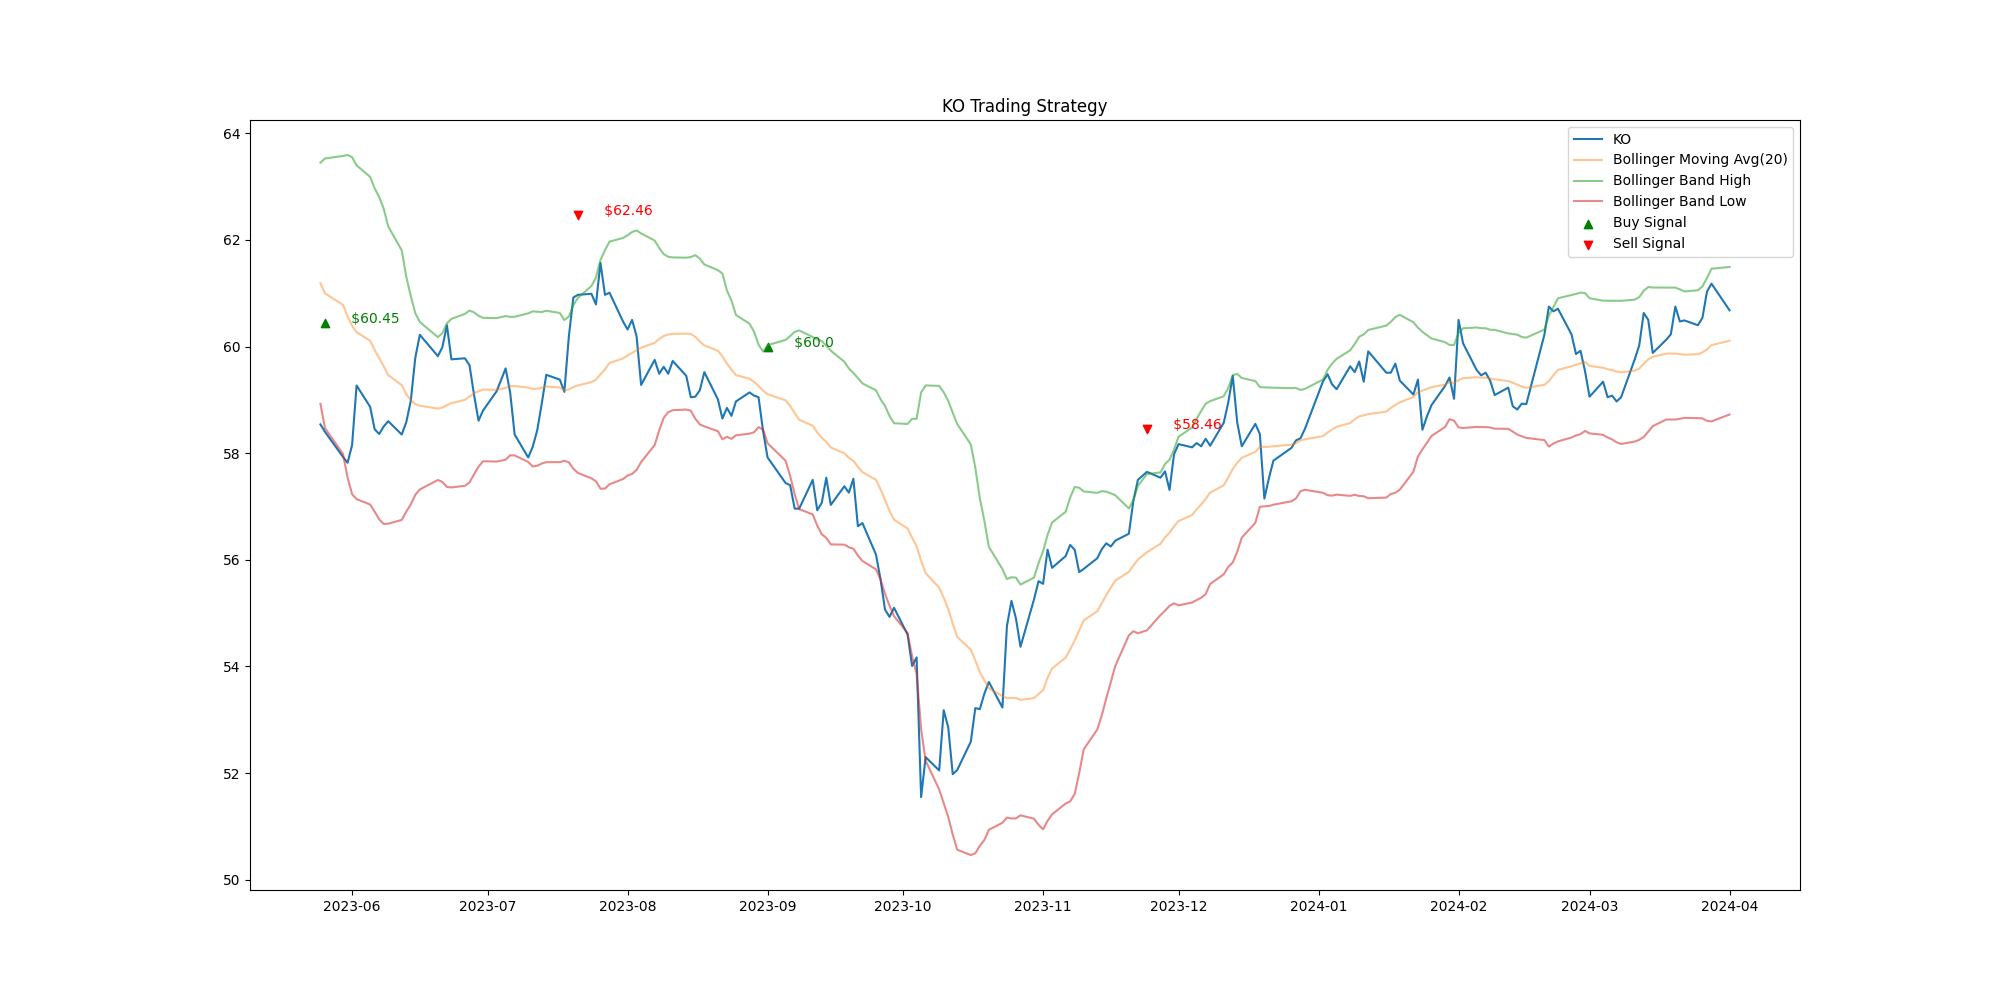 KO Trading Strategy
64
62
60
58
56
54
52
50
KO
Bollinger Moving Avg(20)
Bollinger Band High
Bollinger Band Low
Buy Signal
Sell Signal
$62.46
$60.45
$60.0
$58.46
2023-06 2023-07 2023-08 2023-09 2023-10 2023-11 2023-12 2024-01 2024-02 2024-03 2024-04